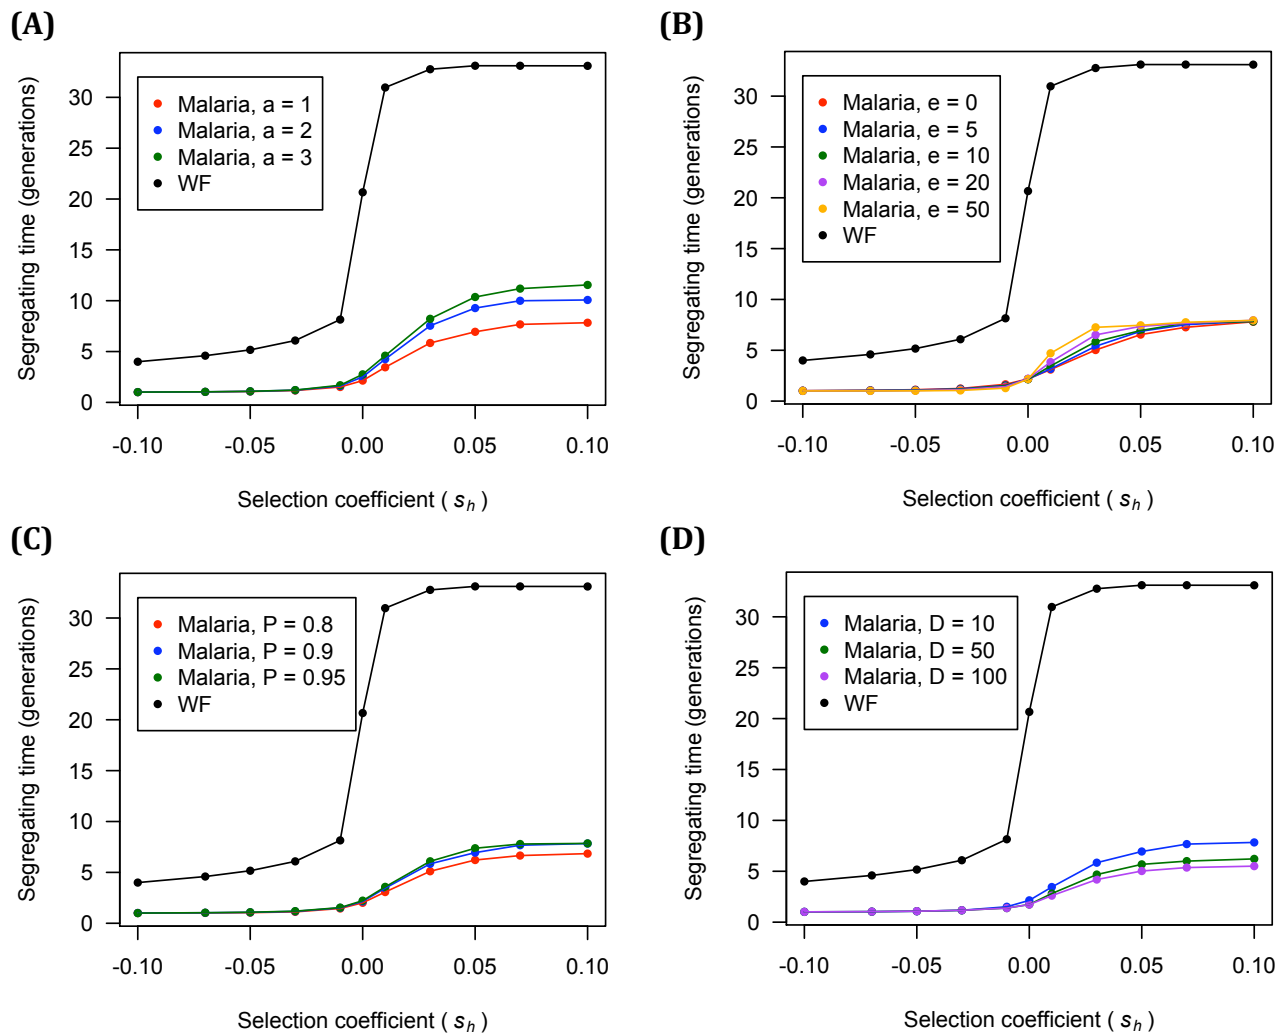 (A)
Segregating time (generations)
30
25
20
15
10
5
0
Malaria, a = 1
Malaria, a = 2
Malaria, a = 3
WF
-0.10
-0.05
0.00
0.05
0.10
Selection coefficient ( s_h )
(B)
Segregating time (generations)
30
25
20
15
10
5
0
Malaria, e = 0
Malaria, e = 5
Malaria, e = 10
Malaria, e = 20
Malaria, e = 50
WF
-0.10
-0.05
0.00
0.05
0.10
Selection coefficient ( s_h )
(C)
Segregating time (generations)
30
25
20
15
10
5
0
Malaria, P = 0.8
Malaria, P = 0.9
Malaria, P = 0.95
WF
-0.10
-0.05
0.00
0.05
0.10
Selection coefficient ( s_h )
(D)
Segregating time (generations)
30
25
20
15
10
5
0
Malaria, D = 10
Malaria, D = 50
Malaria, D = 100
WF
-0.10
-0.05
0.00
0.05
0.10
Selection coefficient ( s_h )